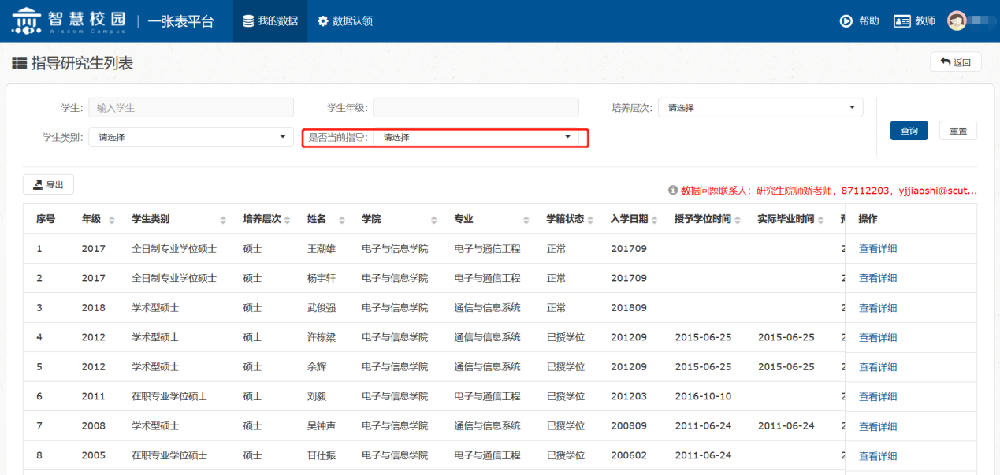 智慧校园 | 一张表平台 我的数据 数据认领 帮助 教师
Wisdom Campus
指导研究生列表 返回
学生: 输入学生 学生年级: 培养层次: 请选择
学生类别: 请选择 是否当前指导: 请选择 查询 重置
导出
数据问题联系人：研究生院师娇老师，87112203，yjjiaoshi@scut...
序号 年级 学生类别 培养层次 姓名 学院 专业 学籍状态 入学日期 授予学位时间 实际毕业时间 操作
1 2017 全日制专业学位硕士 硕士 王潮雄 电子与信息学院 电子与通信工程 正常 201709 2 查看详细
2 2017 全日制专业学位硕士 硕士 杨宇轩 电子与信息学院 电子与通信工程 正常 201709 2 查看详细
3 2018 学术型硕士 硕士 武俊强 电子与信息学院 通信与信息系统 正常 201809 2 查看详细
4 2012 学术型硕士 硕士 许栋梁 电子与信息学院 通信与信息系统 已授学位 201209 2015-06-25 2015-06-25 2 查看详细
5 2012 学术型硕士 硕士 余辉 电子与信息学院 通信与信息系统 已授学位 201209 2015-06-25 2015-06-25 2 查看详细
6 2011 在职专业学位硕士 硕士 刘毅 电子与信息学院 电子与通信工程 已授学位 201203 2016-10-10 2 查看详细
7 2008 学术型硕士 硕士 吴钟声 电子与信息学院 通信与信息系统 已授学位 200809 2011-06-24 2011-06-24 2 查看详细
8 2005 在职专业学位硕士 硕士 甘仕振 电子与信息学院 电子与通信工程 已授学位 200602 2011-06-24 2 查看详细